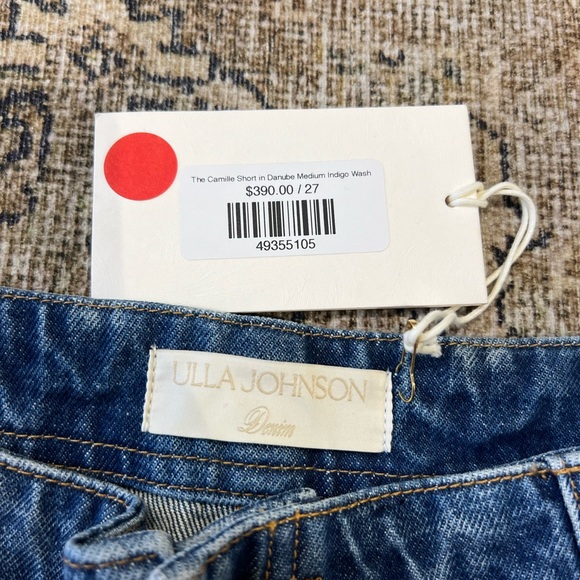 The Camille Short in Danube Medium Indigo Wash
$390.00 / 27
49355105
ULLA JOHNSON
Denim